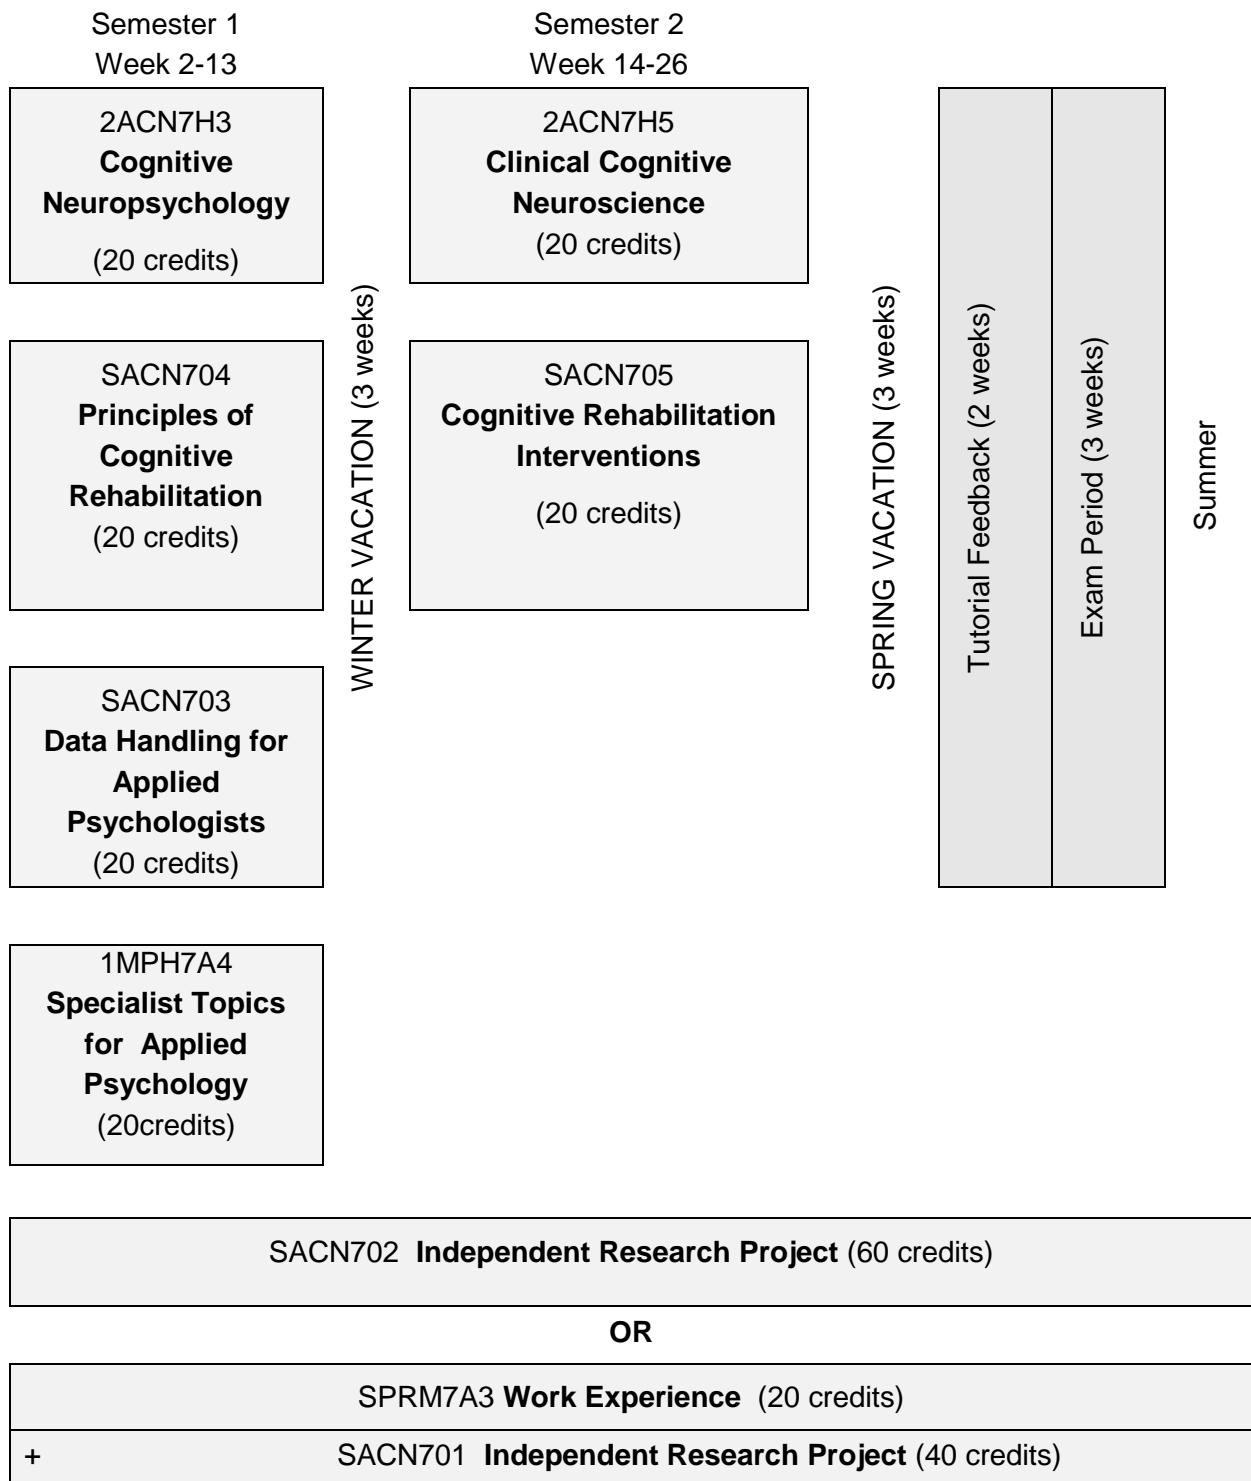 Semester 1
Week 2-13
Semester 2
Week 14-26
2ACN7H3
Cognitive
Neuropsychology
(20 credits)
2ACN7H5
Clinical Cognitive
Neuroscience
(20 credits)
SACN704
Principles of
Cognitive
Rehabilitation
(20 credits)
SACN705
Cognitive Rehabilitation
Interventions
(20 credits)
SACN703
Data Handling for
Applied
Psychologists
(20 credits)
1MPH7A4
Specialist Topics
for Applied
Psychology
(20credits)
WINTER VACATION (3 weeks)
SPRING VACATION (3 weeks)
Tutorial Feedback (2 weeks)
Exam Period (3 weeks)
Summer
SACN702 Independent Research Project (60 credits)
OR
SPRM7A3 Work Experience (20 credits)
+ SACN701 Independent Research Project (40 credits)